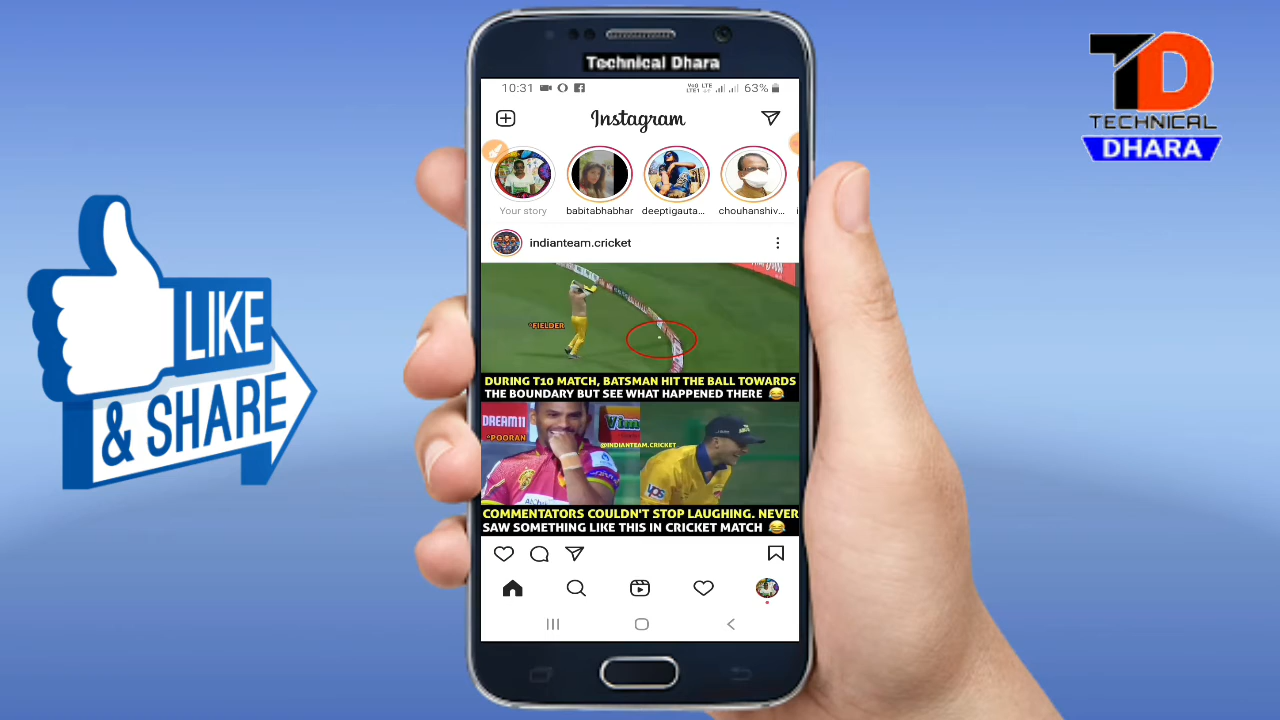 Technical Dhara
10:31
63%
Instagram
Your story
babitabhabhar
deeptigauta...
chouhanshiv...
indianteam.cricket
*FIELDER
DURING T10 MATCH, BATSMAN HIT THE BALL TOWARDS
THE BOUNDARY BUT SEE WHAT HAPPENED THERE 😂
DREAM11
*POORAN
@INDIANTEAM.CRICKET
yos
COMMENTATORS COULDN'T STOP LAUGHING. NEVER
SAW SOMETHING LIKE THIS IN CRICKET MATCH 😂
LIKE
& SHARE
TD
TECHNICAL
DHARA